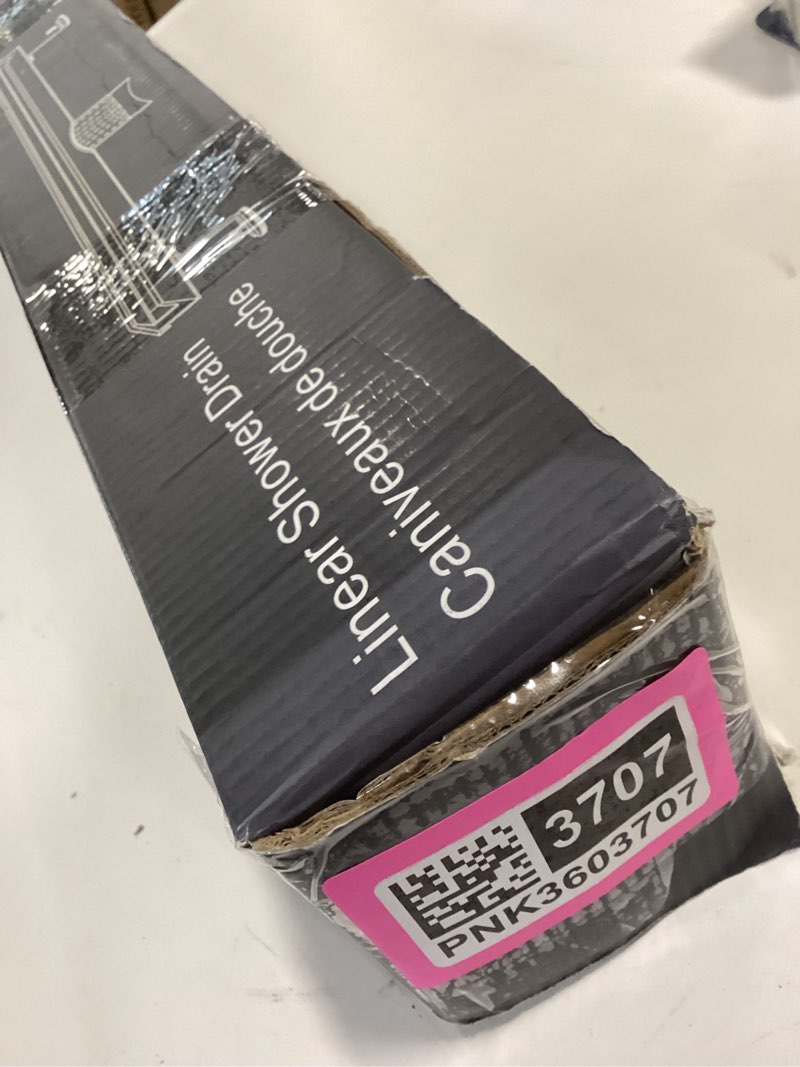 Linear Shower Drain
Caniveaux de douche
3707
PNK3603707